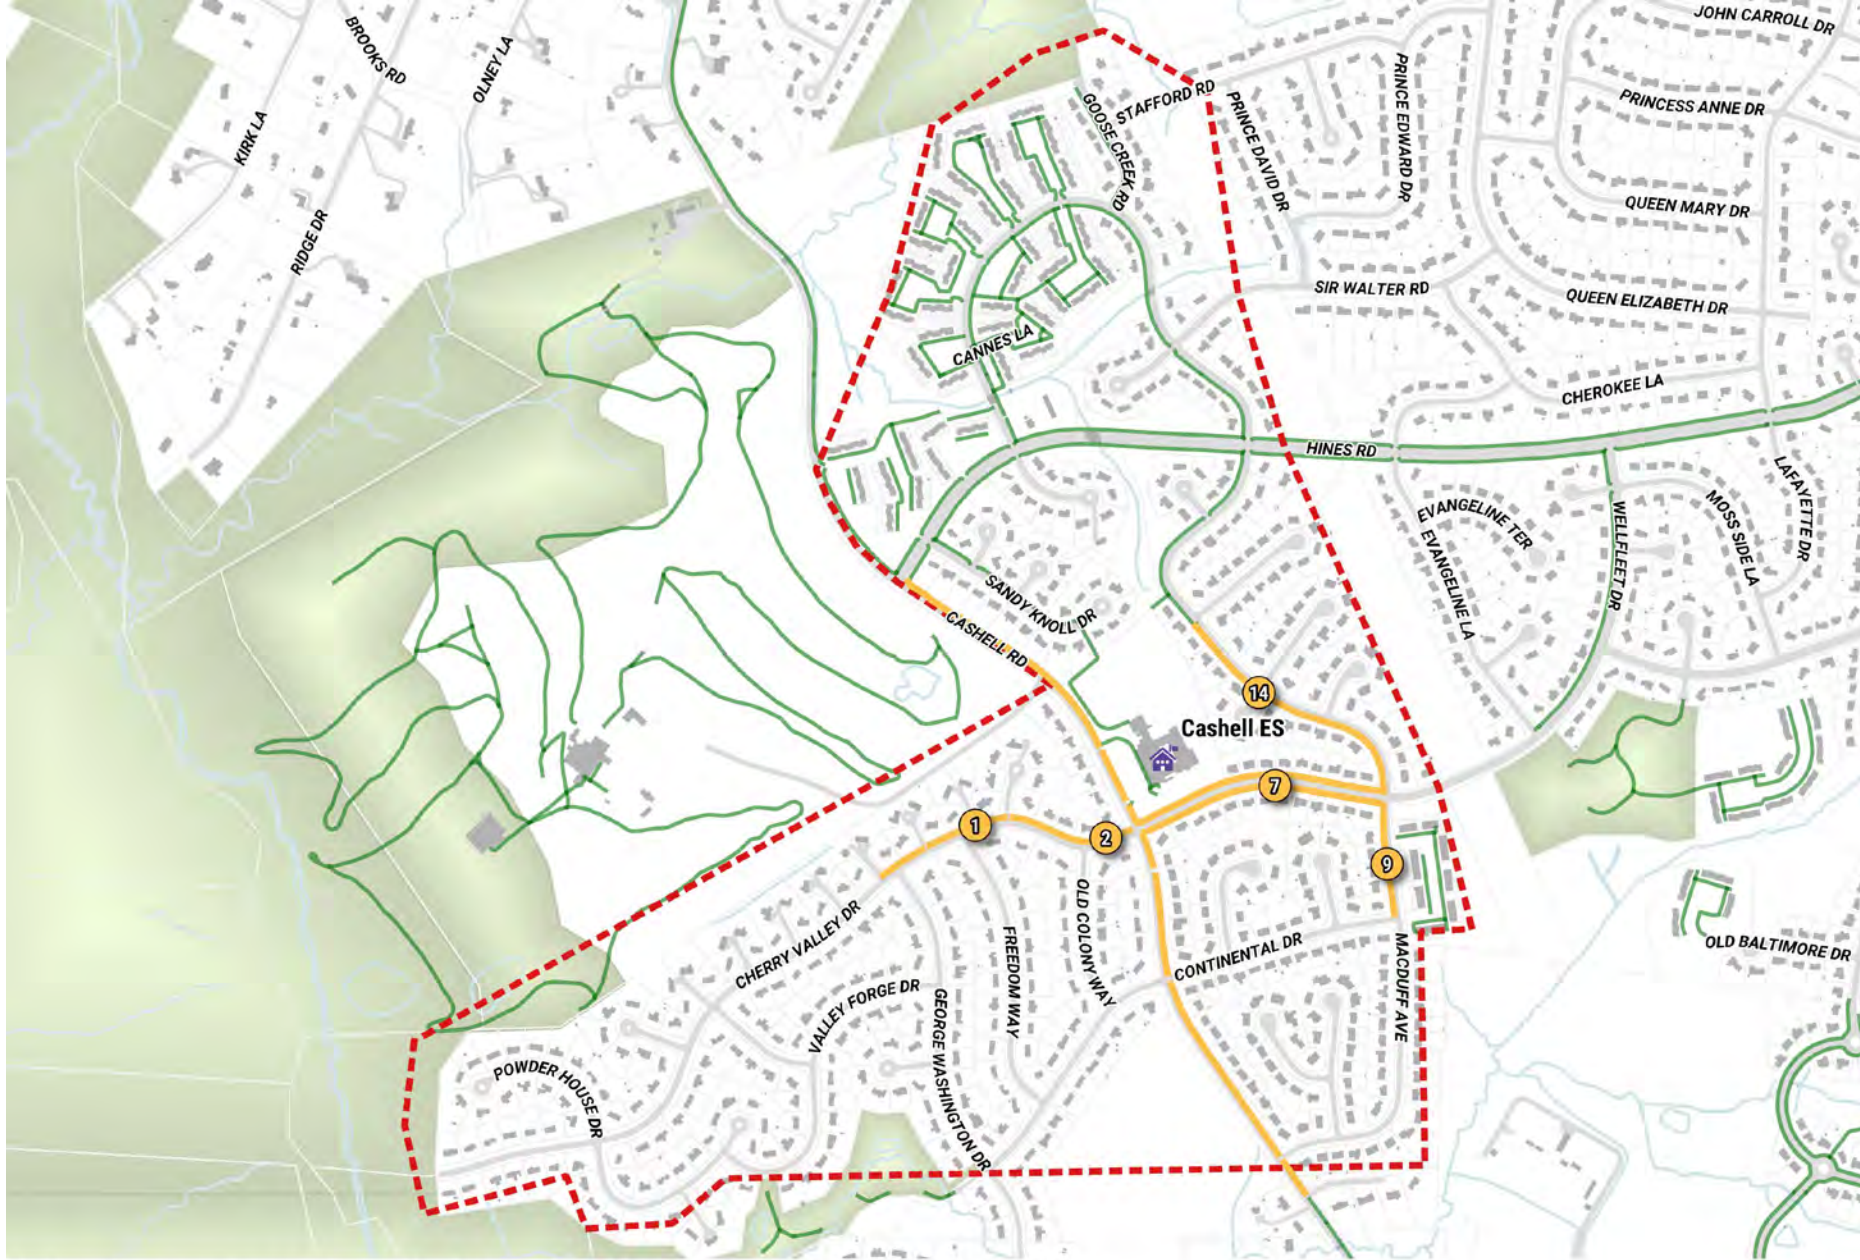 JOHN CARROLL DR
BROOKS RD
OLNEY LA
PRINCE EDWARD DR
PRINCESS ANNE DR
STAFFORD RD
GOOSE CREEK RD
PRINCE DAVID DR
KIRK LA
QUEEN MARY DR
RIDGE DR
SIR WALTER RD
QUEEN ELIZABETH DR
CANNES LA
CHEROKEE LA
HINES RD
LAFAYETTE DR
MOSS SIDE LA
EVANGELINE TER
WELLFLEET DR
EVANGELINE LA
SANDY KNOLL DR
CASHELL RD
14
Cashell ES
7
1
2
9
CHERRY VALLEY DR
OLD COLONY WAY
FREEDOM WAY
CONTINENTAL DR
MACDUFF AVE
OLD BALTIMORE DR
VALLEY FORGE DR
GEORGE WASHINGTON DR
POWDER HOUSE DR